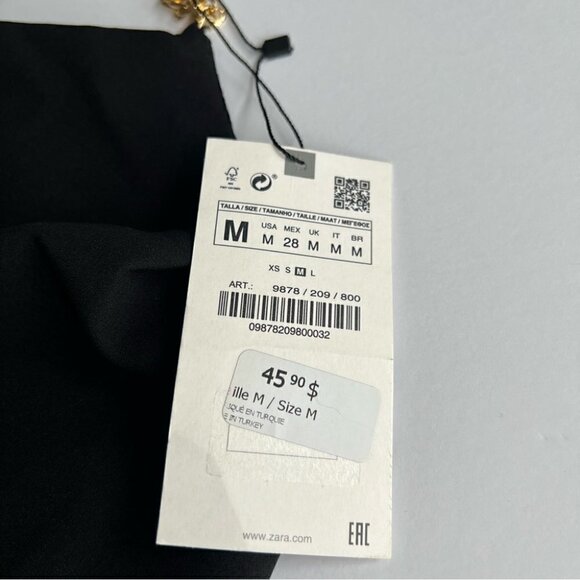 FSC
®
TALLA / SIZE / TAMANHO / TAILLE / MAAT / ΜΕΓΕΘΟΣ
M USA MEX UK IT BR
M 28 M M M
XS S M L
ART.: 9878 / 209 / 800
09878209800032
45 90 $
ille M / Size M
IQUÉ EN TURQUIE
E IN TURKEY
www.zara.com
EAC